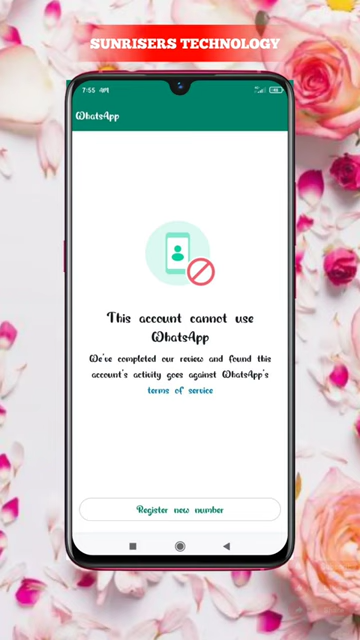 SUNRISERS TECHNOLOGY
7:55
WhatsApp
This account cannot use
WhatsApp
We've completed our review and found this
account's activity goes against WhatsApp's
terms of service
Register new number